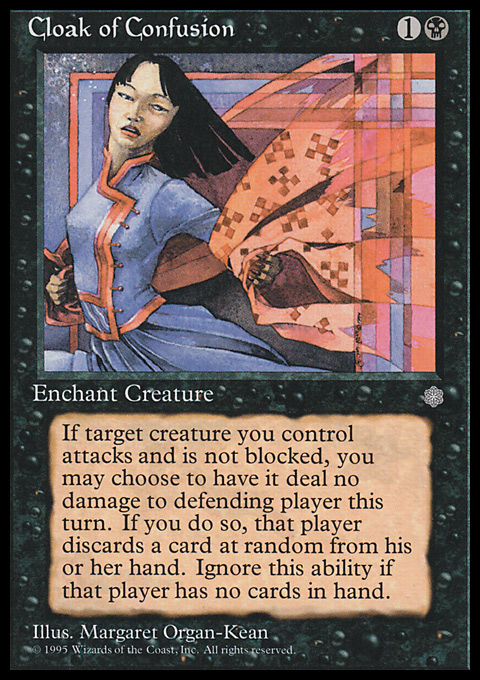 Cloak of Confusion
1
Enchant Creature
If target creature you control
attacks and is not blocked, you
may choose to have it deal no
damage to defending player this
turn. If you do so, that player
discards a card at random from his
or her hand. Ignore this ability if
that player has no cards in hand.
Illus. Margaret Organ-Kean
© 1995 Wizards of the Coast, Inc. All rights reserved.